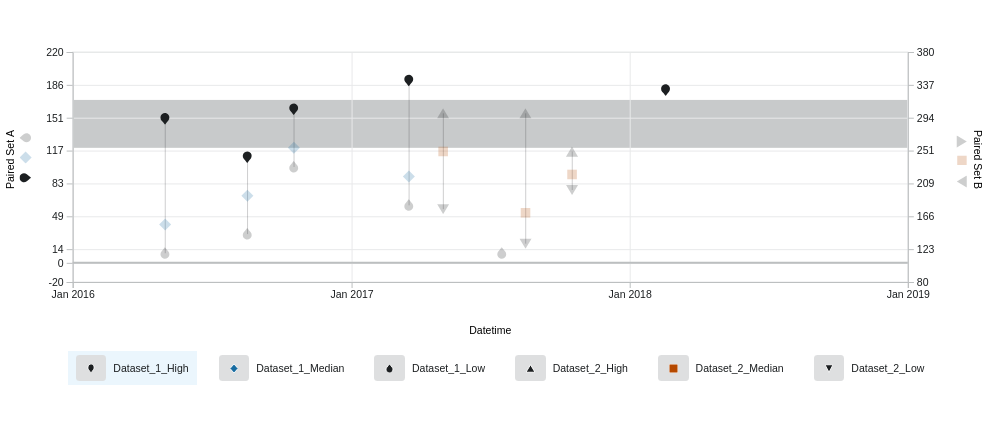 220
186
151
117
83
49
14
0
-20
Paired Set A
380
337
294
251
209
166
123
80
Paired Set B
Jan 2016
Jan 2017
Jan 2018
Jan 2019
Datetime
Dataset_1_High
Dataset_1_Median
Dataset_1_Low
Dataset_2_High
Dataset_2_Median
Dataset_2_Low